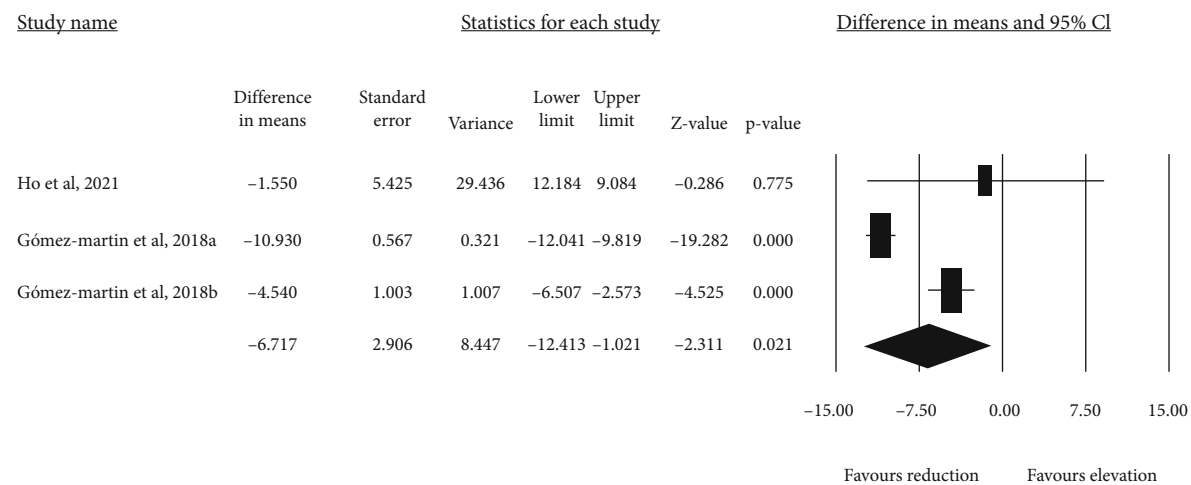 Study name Statistics for each study Difference in means and 95% CI
Difference in means Standard error Variance Lower limit Upper limit Z-value p-value
Ho et al, 2021 –1.550 5.425 29.436 12.184 9.084 –0.286 0.775
Gómez-martin et al, 2018a –10.930 0.567 0.321 –12.041 –9.819 –19.282 0.000
Gómez-martin et al, 2018b –4.540 1.003 1.007 –6.507 –2.573 –4.525 0.000
–6.717 2.906 8.447 –12.413 –1.021 –2.311 0.021
–15.00 –7.50 0.00 7.50 15.00
Favours reduction Favours elevation